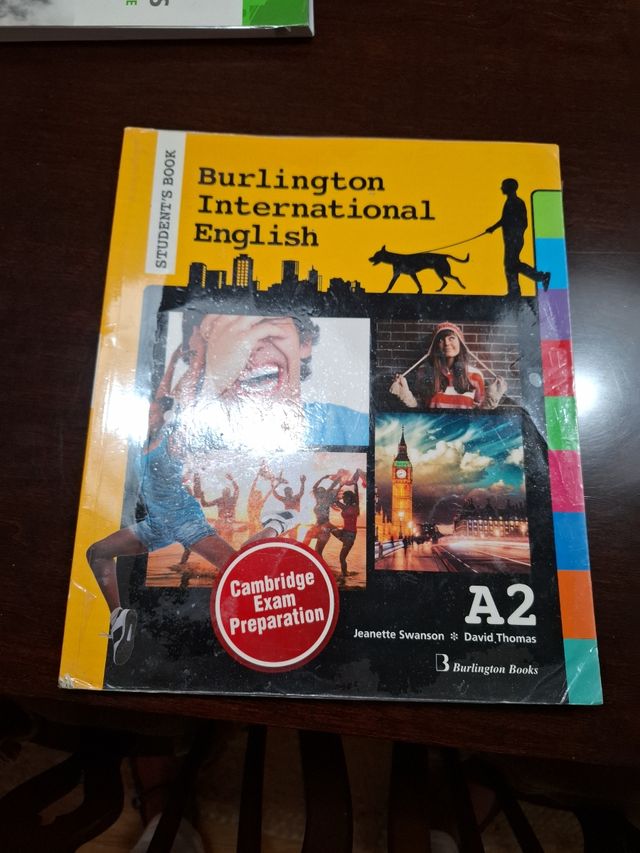 STUDENT'S BOOK
Burlington
International
English
Cambridge
Exam
Preparation
A2
Jeanette Swanson ✻ David Thomas
B Burlington Books